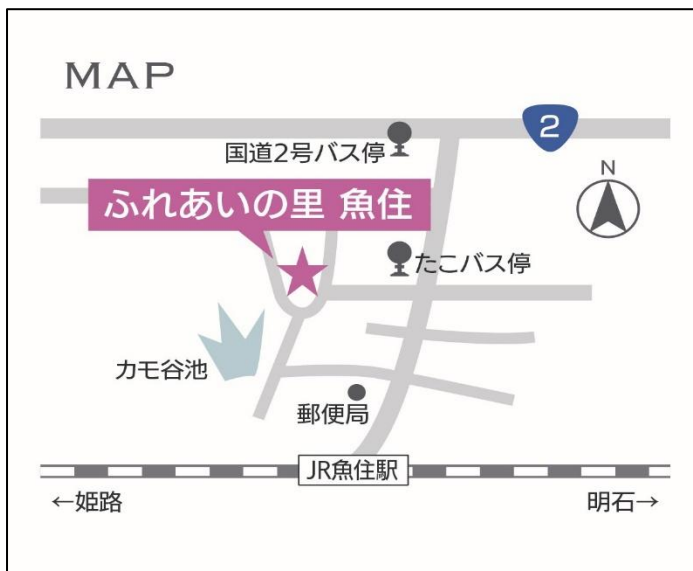 MAP
2
国道2号バス停
N
ふれあいの里 魚住
たこバス停
カモ谷池
郵便局
JR魚住駅
←姫路
明石→